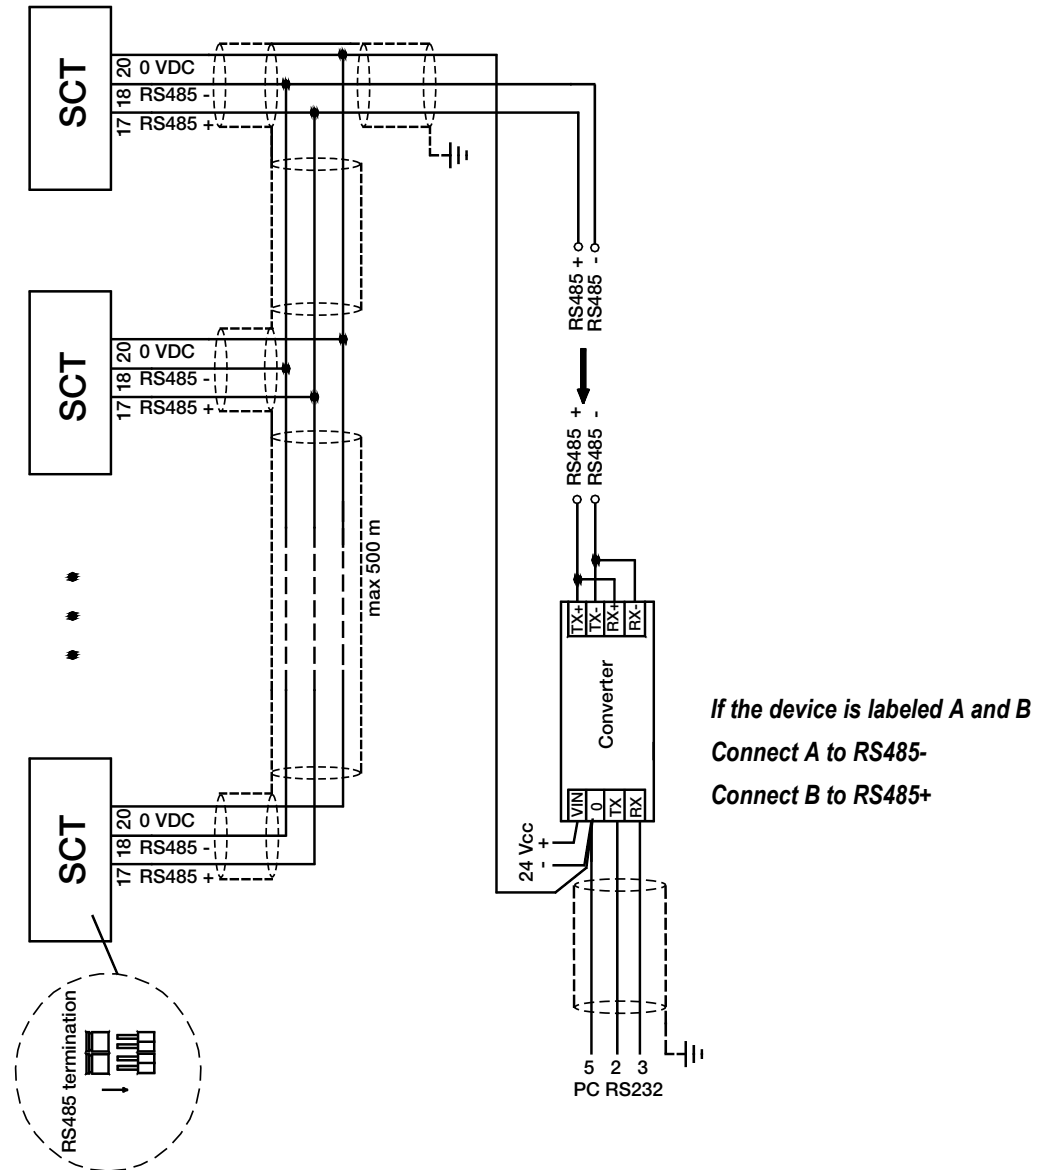 SCT
20 0 VDC
18 RS485 -
17 RS485 +
RS485 +
RS485 -
SCT
20 0 VDC
18 RS485 -
17 RS485 +
RS485 +
RS485 -
max 500 m
TX+ TX- RX+ RX-
Converter
If the device is labeled A and B
Connect A to RS485-
Connect B to RS485+
SCT
20 0 VDC
18 RS485 -
17 RS485 +
VIN 0 TX RX
24 Vcc
+
-
RS485 termination
5 2 3
PC RS232